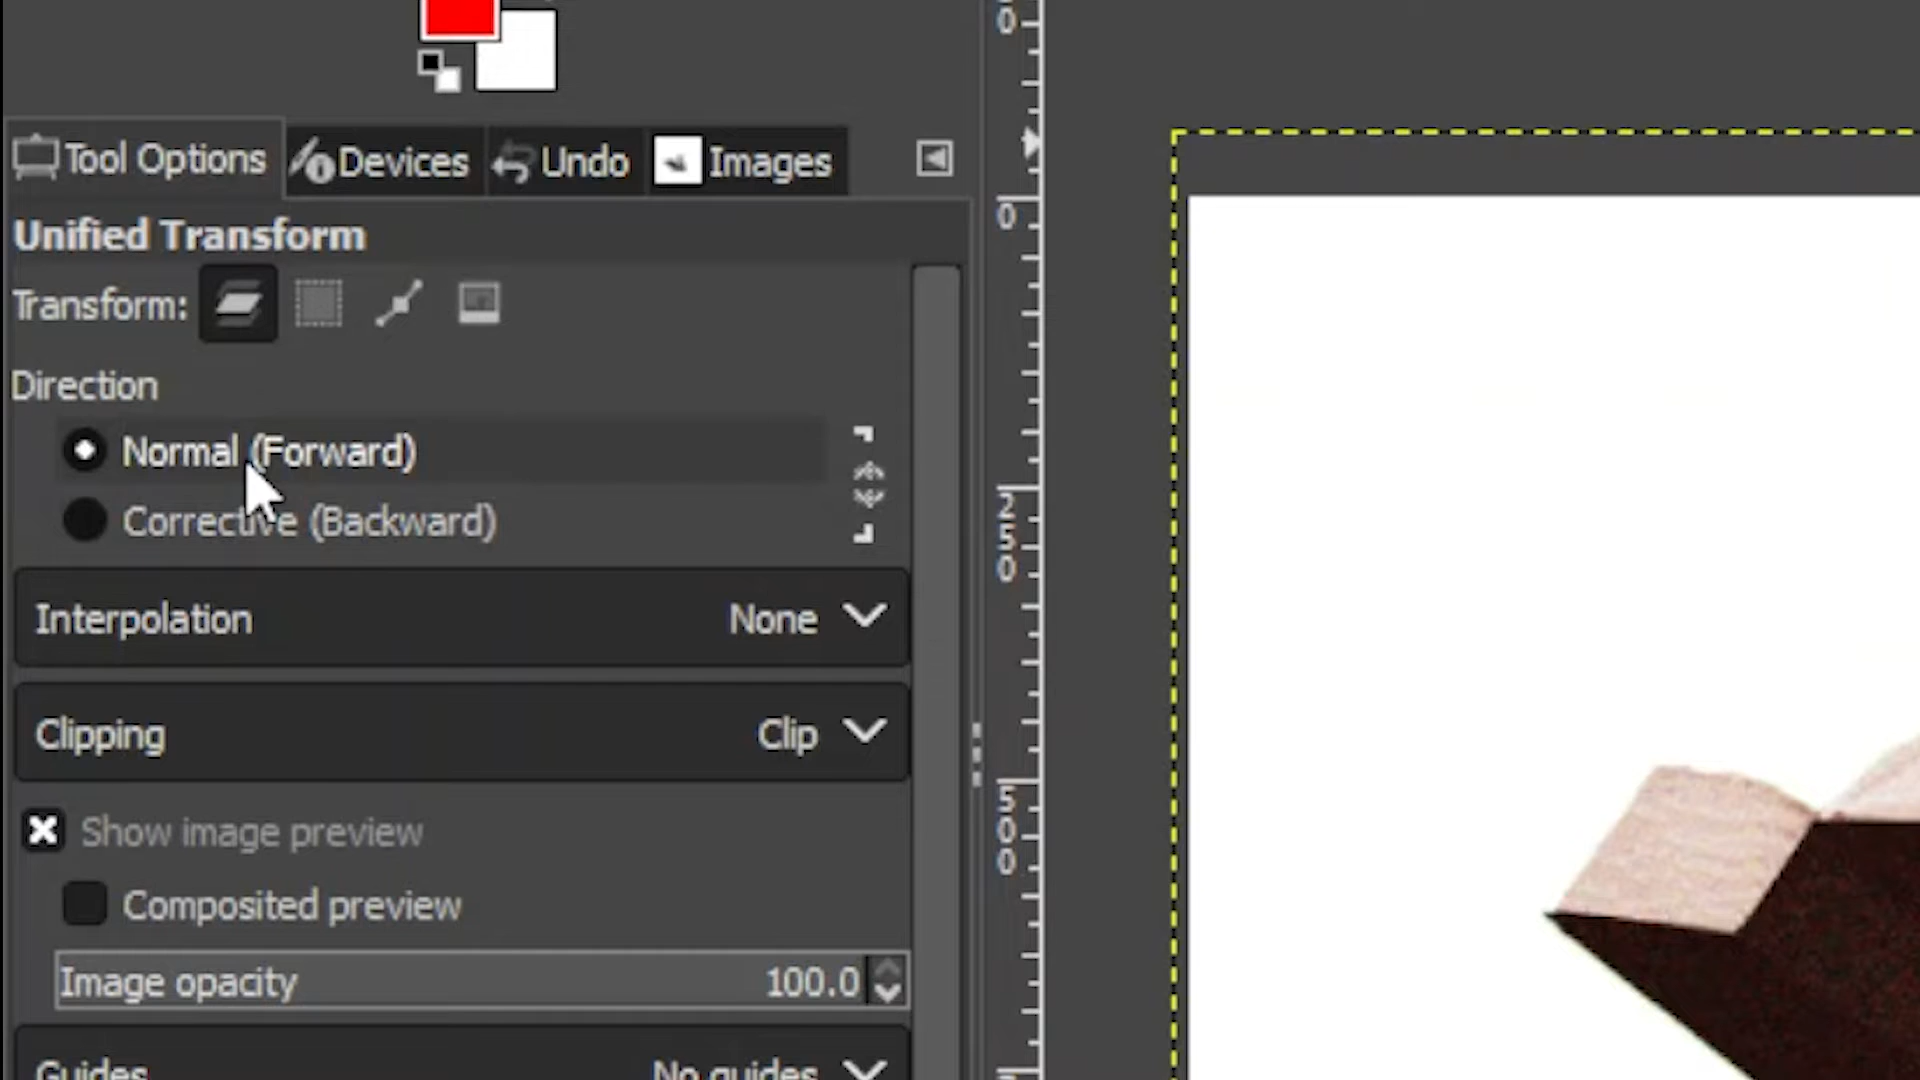 Tool Options
Devices
Undo
Images
Unified Transform
Transform:
Direction
Normal (Forward)
Corrective (Backward)
Interpolation None
Clipping Clip
Show image preview
Composited preview
Image opacity 100.0
Guides No guides
0
0
250
500